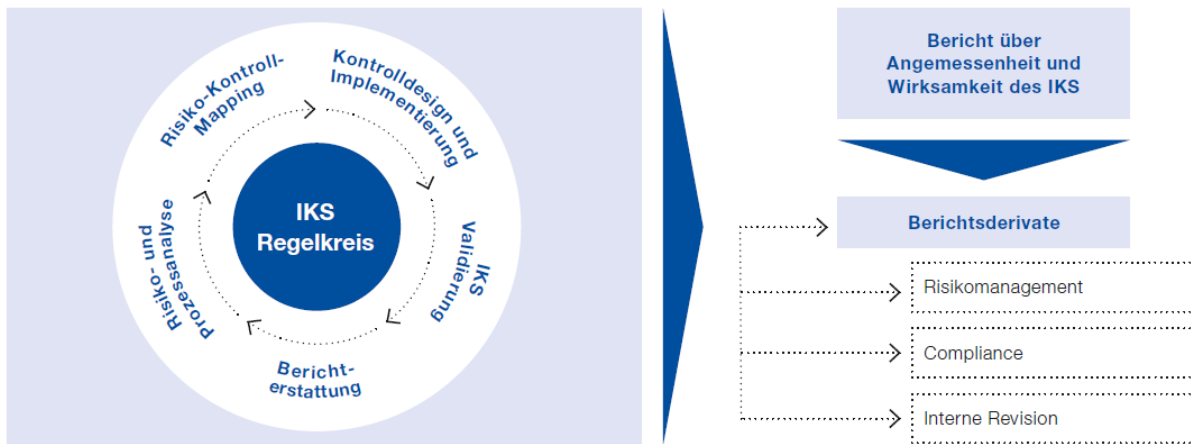 Risiko-Kontroll-
Mapping
Kontrolldesign und
Implementierung
IKS
Validierung
Bericht-
erstattung
Risiko- und
Prozessanalyse
IKS
Regelkreis
Bericht über
Angemessenheit und
Wirksamkeit des IKS
Berichtsderivate
Risikomanagement
Compliance
Interne Revision